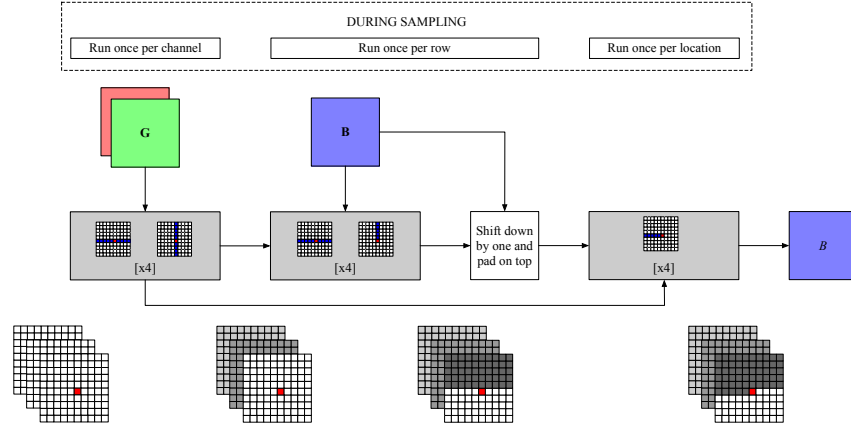 DURING SAMPLING
Run once per channel
Run once per row
Run once per location
G
B
Shift down
by one and
pad on top
[x4]
[x4]
[x4]
B